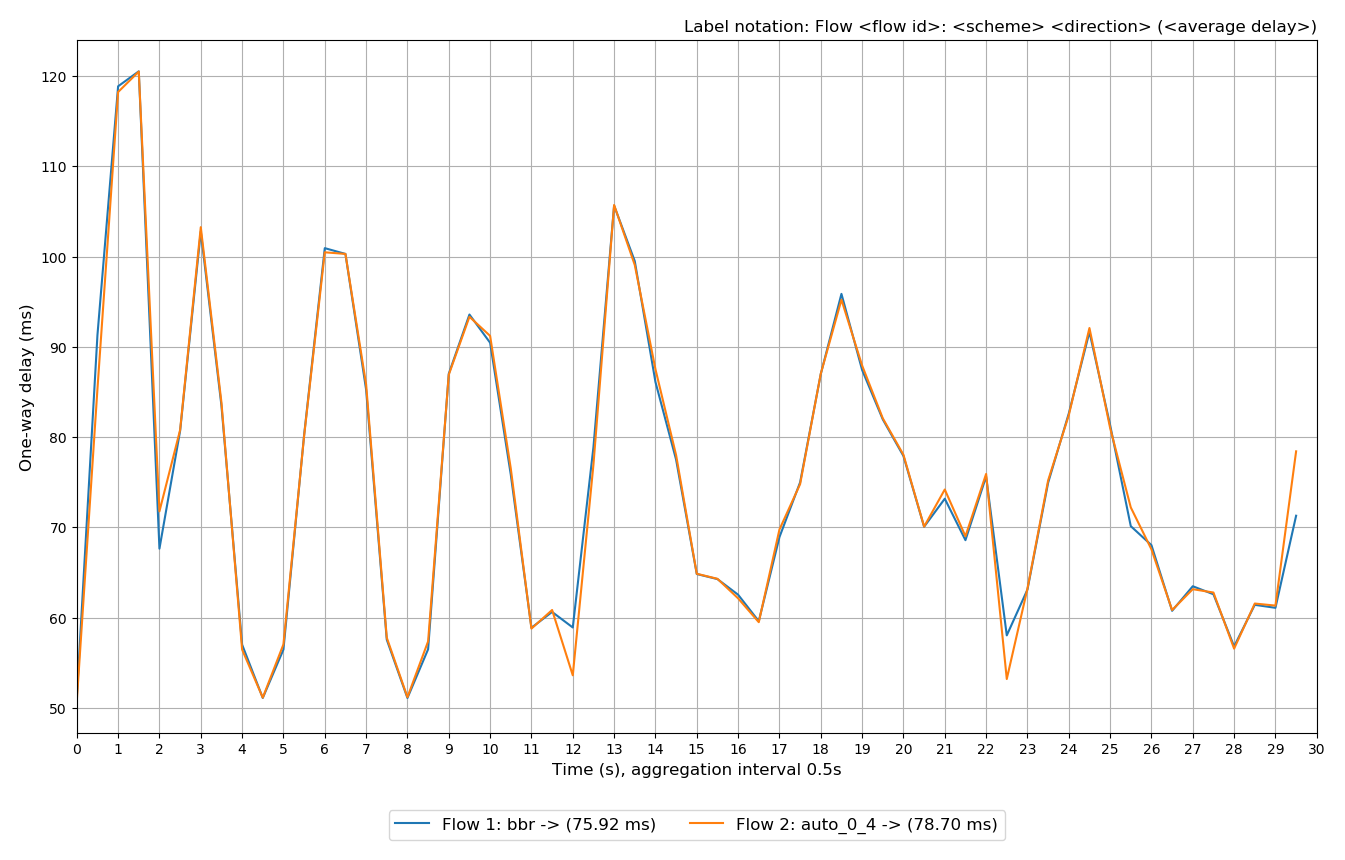 Label notation: Flow <flow id>: <scheme> <direction> (<average delay>)
120
110
100
90
80
70
60
50
One-way delay (ms)
0 1 2 3 4 5 6 7 8 9 10 11 12 13 14 15 16 17 18 19 20 21 22 23 24 25 26 27 28 29 30
Time (s), aggregation interval 0.5s
Flow 1: bbr -> (75.92 ms) Flow 2: auto_0_4 -> (78.70 ms)